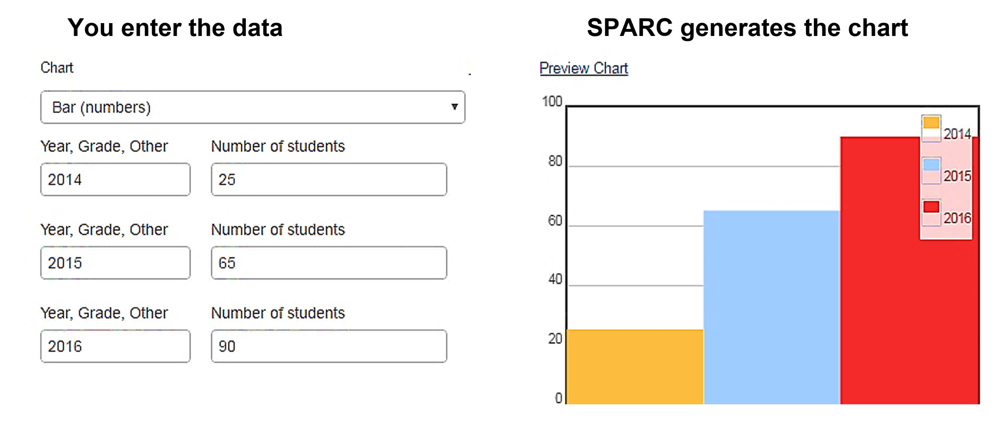 You enter the data
Chart
Bar (numbers)
Year, Grade, Other Number of students
2014 25
Year, Grade, Other Number of students
2015 65
Year, Grade, Other Number of students
2016 90
SPARC generates the chart
Preview Chart
100
80
60
40
20
0
2014
2015
2016